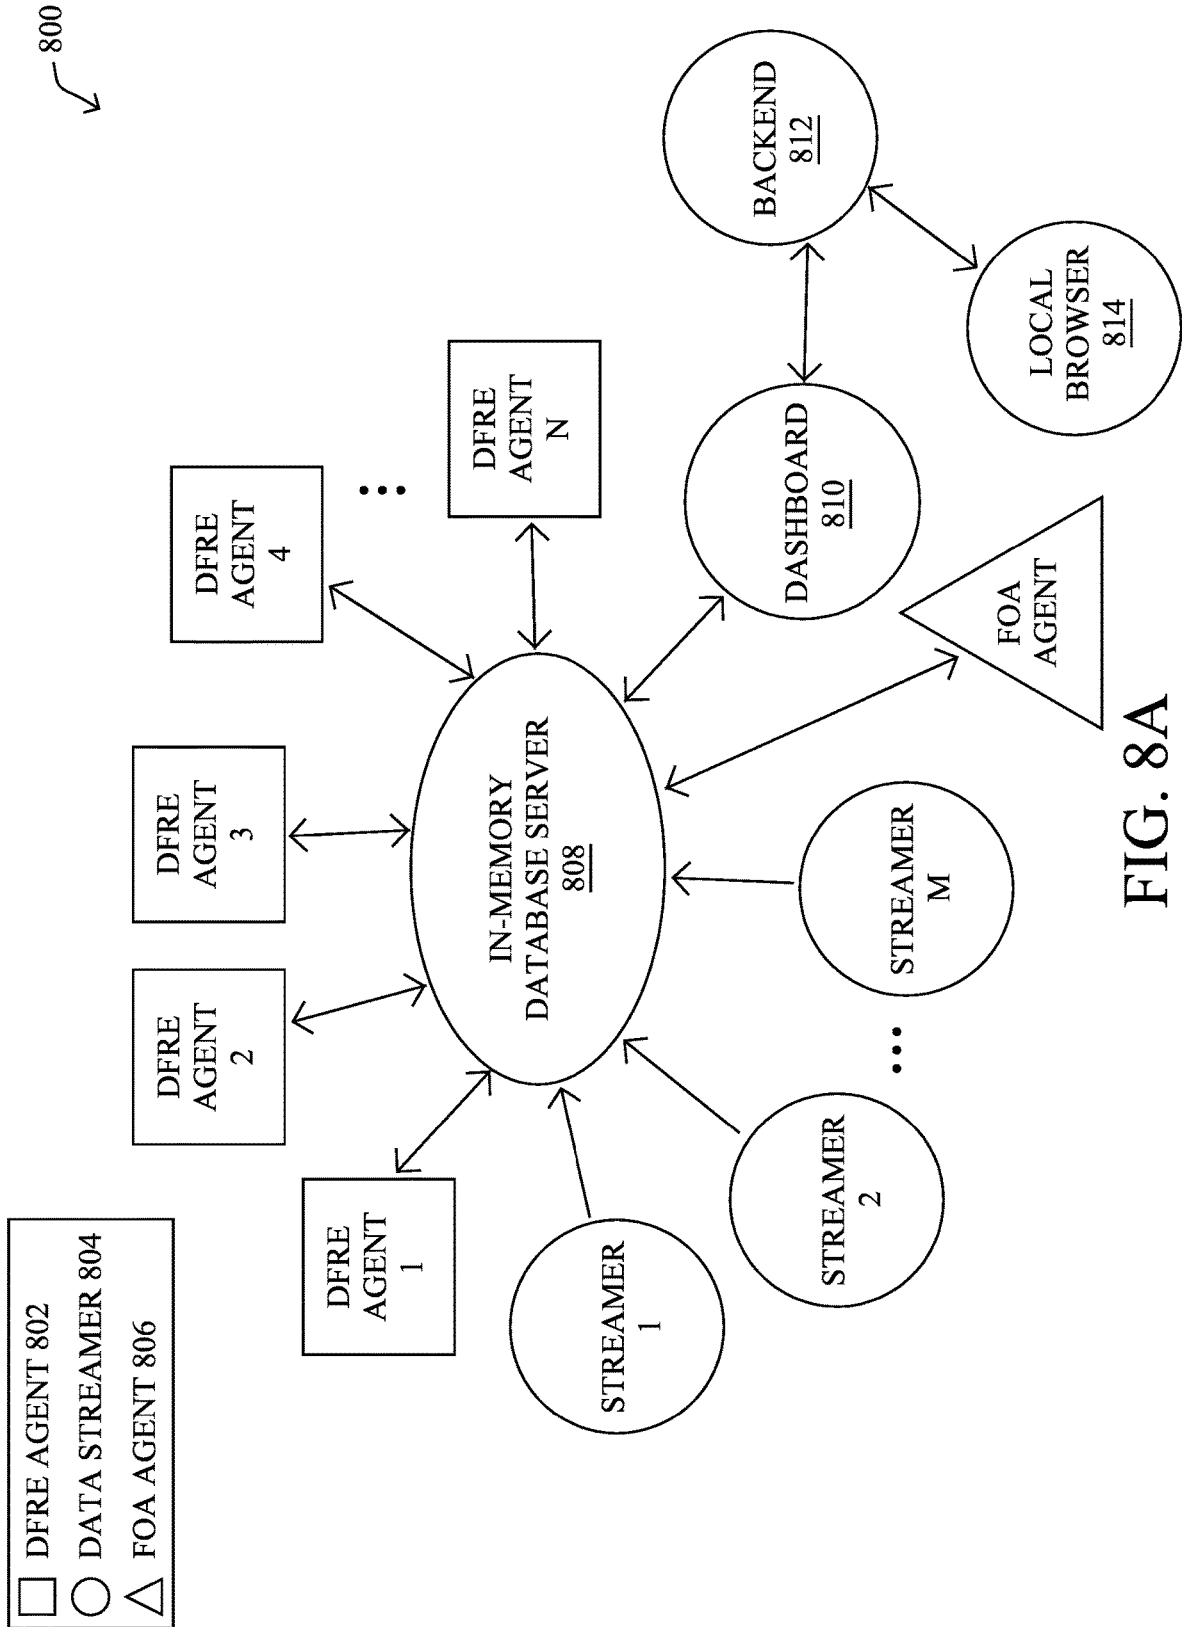 800
DFRE AGENT 802
DATA STREAMER 804
FOA AGENT 806
DFRE
AGENT
1
DFRE
AGENT
2
DFRE
AGENT
3
DFRE
AGENT
4
...
DFRE
AGENT
N
IN-MEMORY
DATABASE SERVER
808
STREAMER
1
STREAMER
2
...
STREAMER
M
FOA
AGENT
DASHBOARD
810
BACKEND
812
LOCAL
BROWSER
814
FIG. 8A